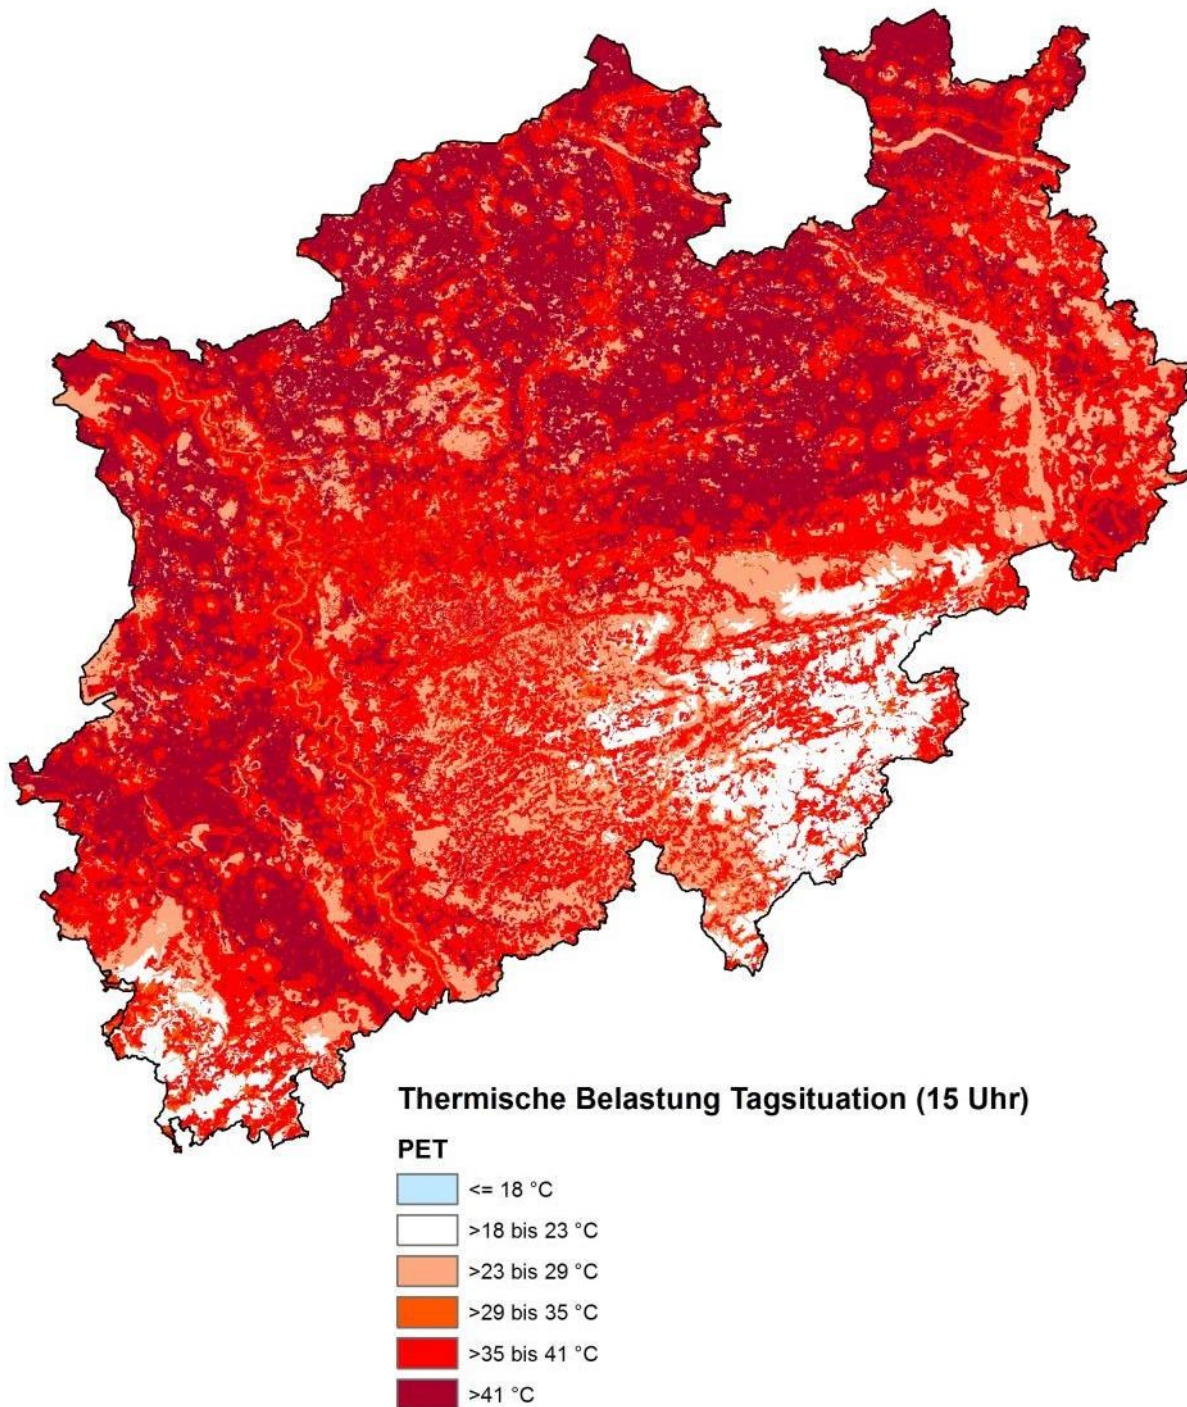 Thermische Belastung Tagsituation (15 Uhr)
PET
<= 18 °C
>18 bis 23 °C
>23 bis 29 °C
>29 bis 35 °C
>35 bis 41 °C
>41 °C